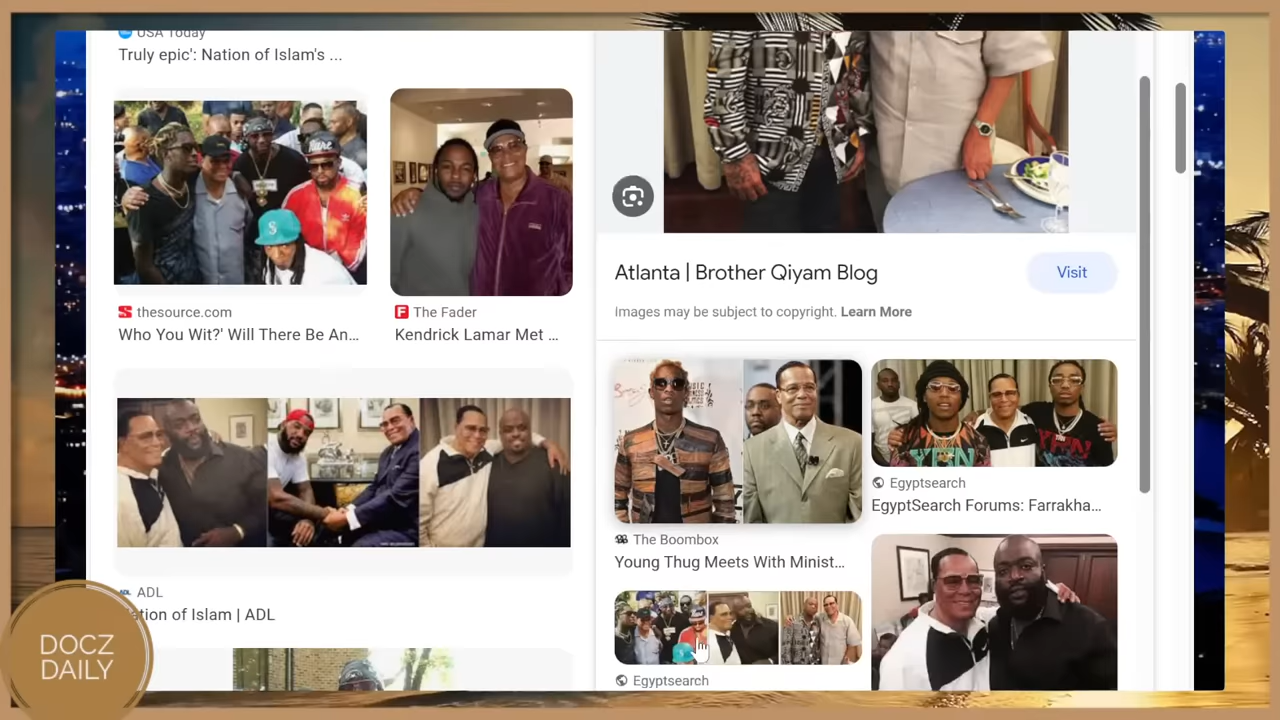 USA Today
Truly epic': Nation of Islam's ...
thesource.com
Who You Wit?' Will There Be An...
The Fader
Kendrick Lamar Met ...
ADL
ation of Islam | ADL
Atlanta | Brother Qiyam Blog
Visit
Images may be subject to copyright. Learn More
The Boombox
Young Thug Meets With Minist...
Egyptsearch
EgyptSearch Forums: Farrakha...
Egyptsearch
YRN
YRN
S
DOCZ
DAILY